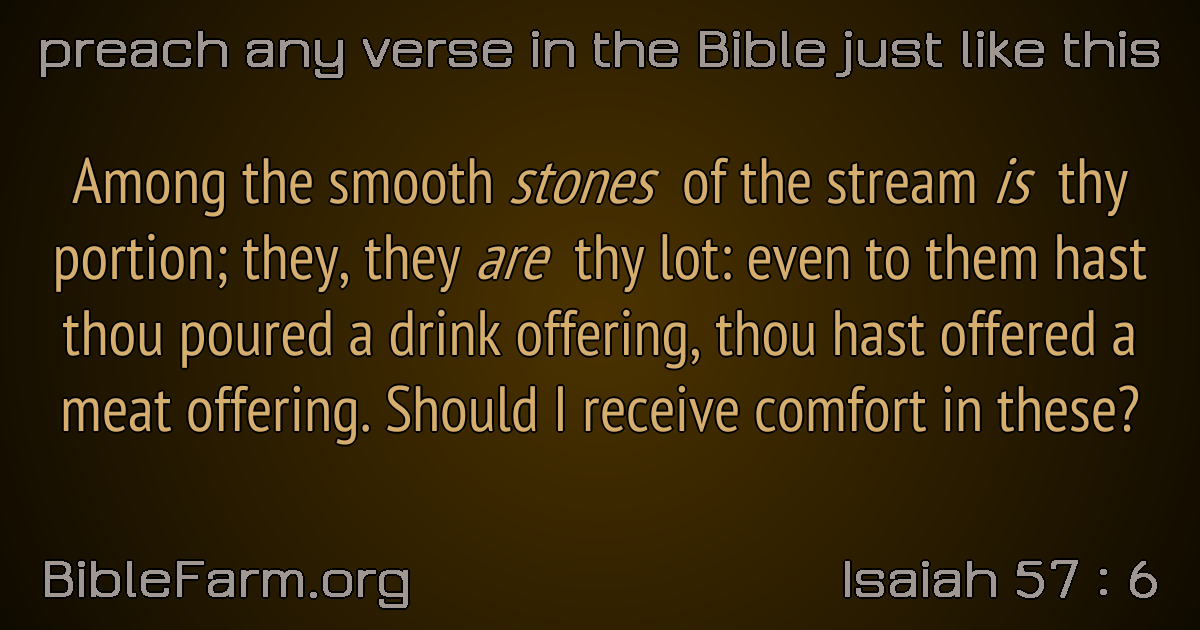 preach any verse in the Bible just like this
Among the smooth stones of the stream is thy
portion; they, they are thy lot: even to them hast
thou poured a drink offering, thou hast offered a
meat offering. Should I receive comfort in these?
BibleFarm.org
Isaiah 57 : 6